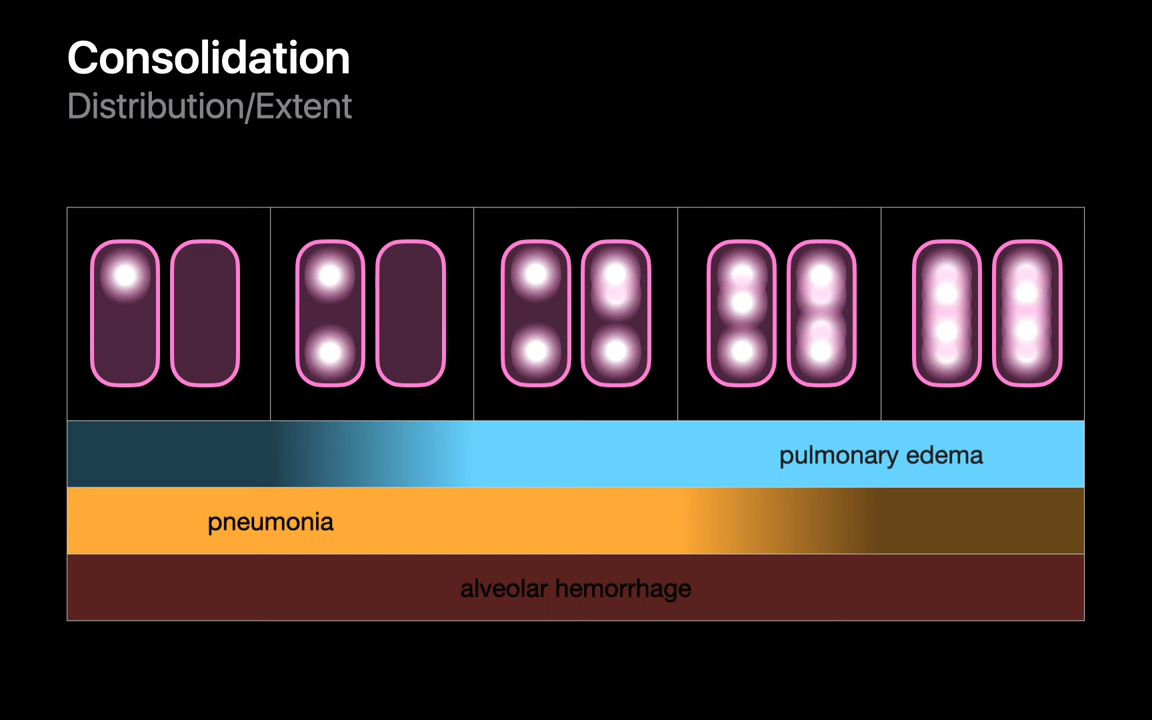 Consolidation
Distribution/Extent
pulmonary edema
pneumonia
alveolar hemorrhage